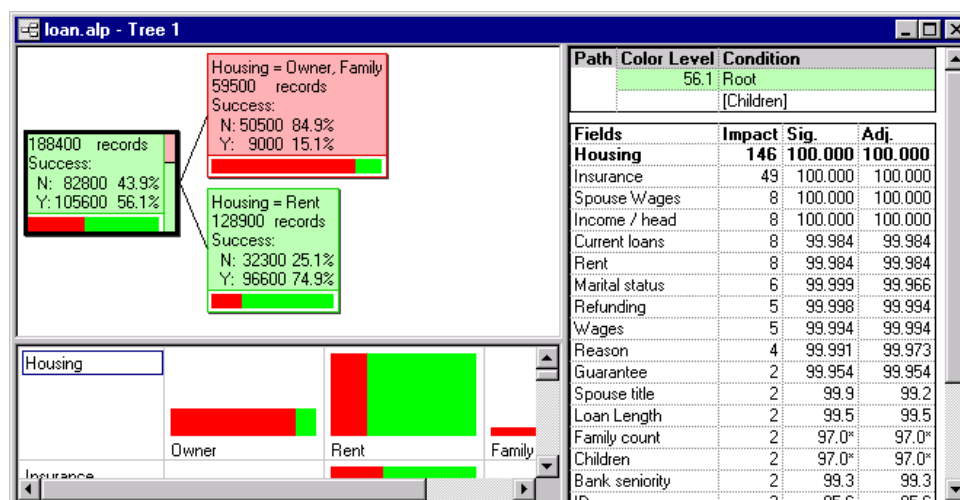 loan.alp - Tree 1
188400 records
Success:
N: 82800 43.9%
Y: 105600 56.1%
Housing = Owner, Family
59500 records
Success:
N: 50500 84.9%
Y: 9000 15.1%
Housing = Rent
128900 records
Success:
N: 32300 25.1%
Y: 96600 74.9%
Housing
Owner Rent Family
Insurance
Path Color Level Condition
56.1 Root
[Children]
Fields Impact Sig. Adj.
Housing 146 100.000 100.000
Insurance 49 100.000 100.000
Spouse Wages 8 100.000 100.000
Income / head 8 100.000 100.000
Current loans 8 99.984 99.984
Rent 8 99.984 99.984
Marital status 6 99.999 99.966
Refunding 5 99.998 99.994
Wages 5 99.994 99.994
Reason 4 99.991 99.973
Guarantee 2 99.954 99.954
Spouse title 2 99.9 99.2
Loan Length 2 99.5 99.5
Family count 2 97.0* 97.0*
Children 2 97.0* 97.0*
Bank seniority 2 99.3 99.3